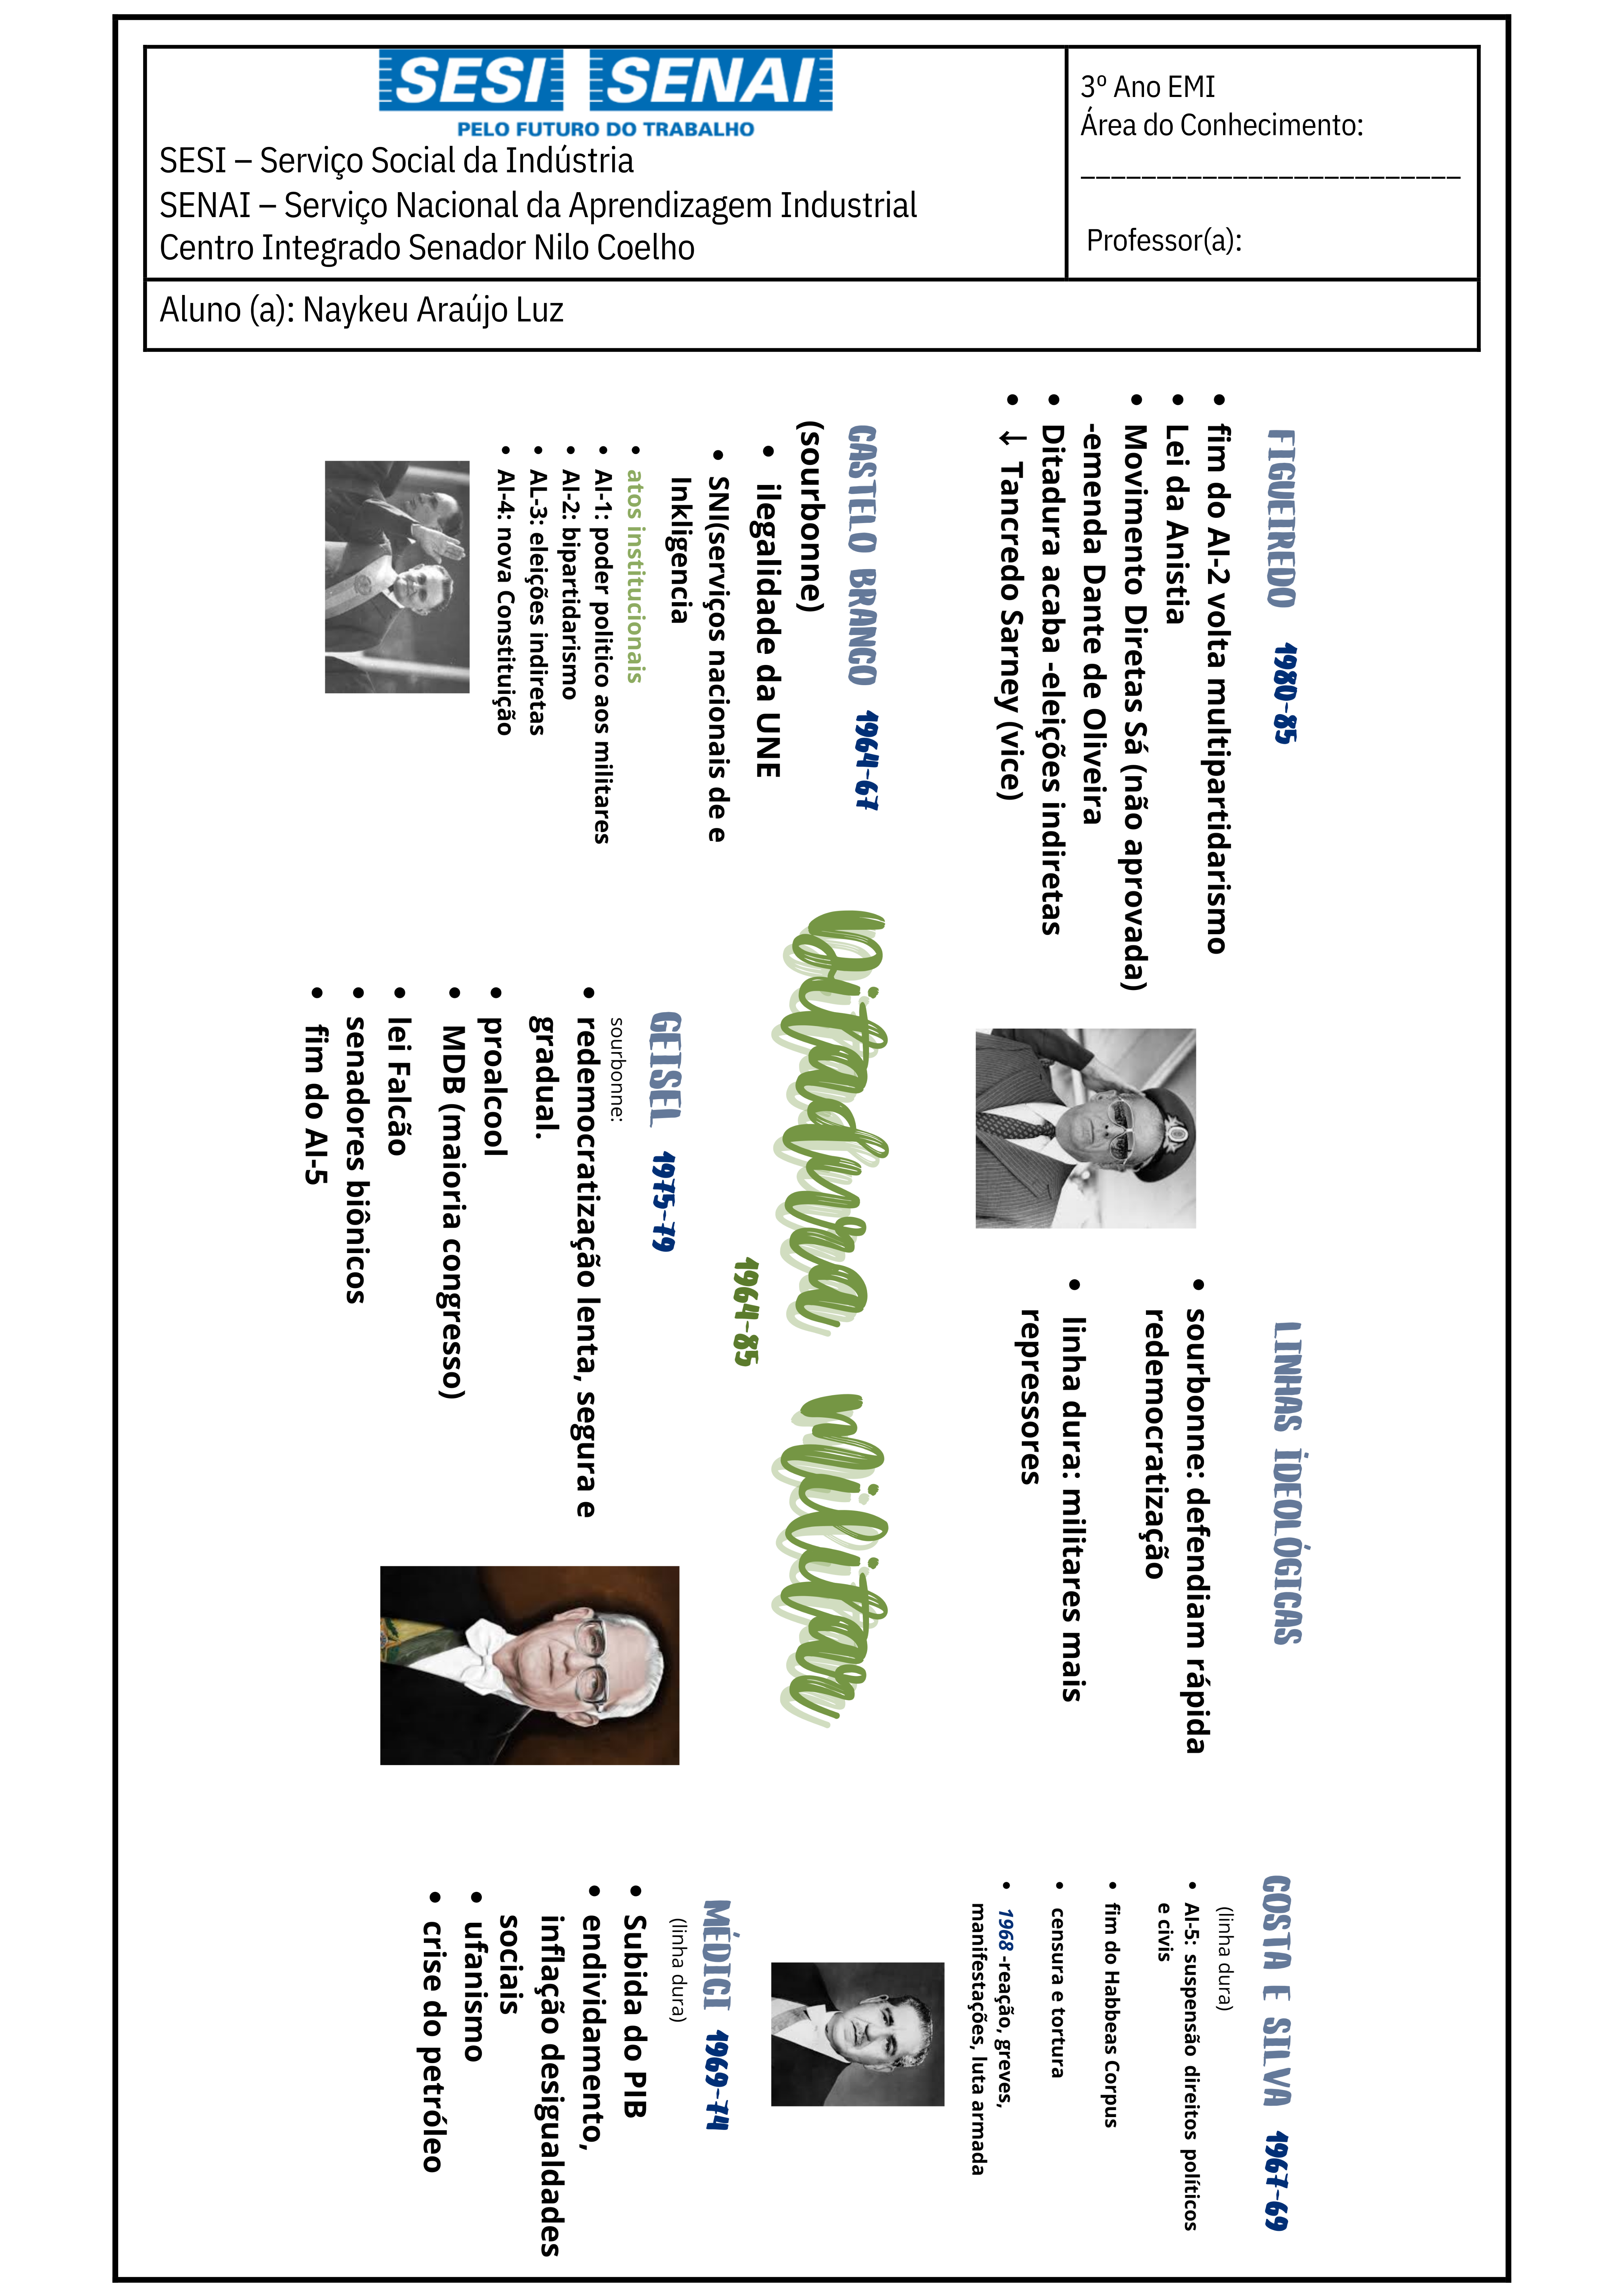 SESI SENAI
PELO FUTURO DO TRABALHO
SESI – Serviço Social da Indústria
SENAI – Serviço Nacional da Aprendizagem Industrial
Centro Integrado Senador Nilo Coelho
3º Ano EMI
Área do Conhecimento:
_________________________
Professor(a):
Aluno (a): Naykeu Araújo Luz
FIGUEIREDO 1980-85
• fim do AI-2 volta multipartidarismo
• Lei da Anistia
• Movimento Diretas Sá (não aprovada)
-emenda Dante de Oliveira
• Ditadura acaba -eleições indiretas
• ↓ Tancredo Sarney (vice)
LINHAS ÍDEOLÓGICAS
• sourbonne: defendiam rápida
redemocratização
• linha dura: militares mais
repressores
COSTA E SILVA 1967-69
(linha dura)
• AI-5: suspensão direitos políticos
e civis
• fim do Habbeas Corpus
• censura e tortura
• 1968 -reação, greves,
manifestações, luta armada
Ditadura militar
1964-85
CASTELO BRANCO 1964-67
(sourbonne)
• ilegalidade da UNE
• SNI(serviços nacionais de e
Inkligencia
• atos institucionais
• AI-1: poder politico aos militares
• AI-2: bipartidarismo
• AL-3: eleições indiretas
• AI-4: nova Constituição
GEISEL 1975-79
sourbonne:
• redemocratização lenta, segura e
gradual.
• proalcool
• MDB (maioria congresso)
• lei Falcão
• senadores biônicos
• fim do AI-5
MÉDICI 1969-74
(linha dura)
• Subida do PIB
• endividamento,
inflação desigualdades
sociais
• ufanismo
• crise do petróleo